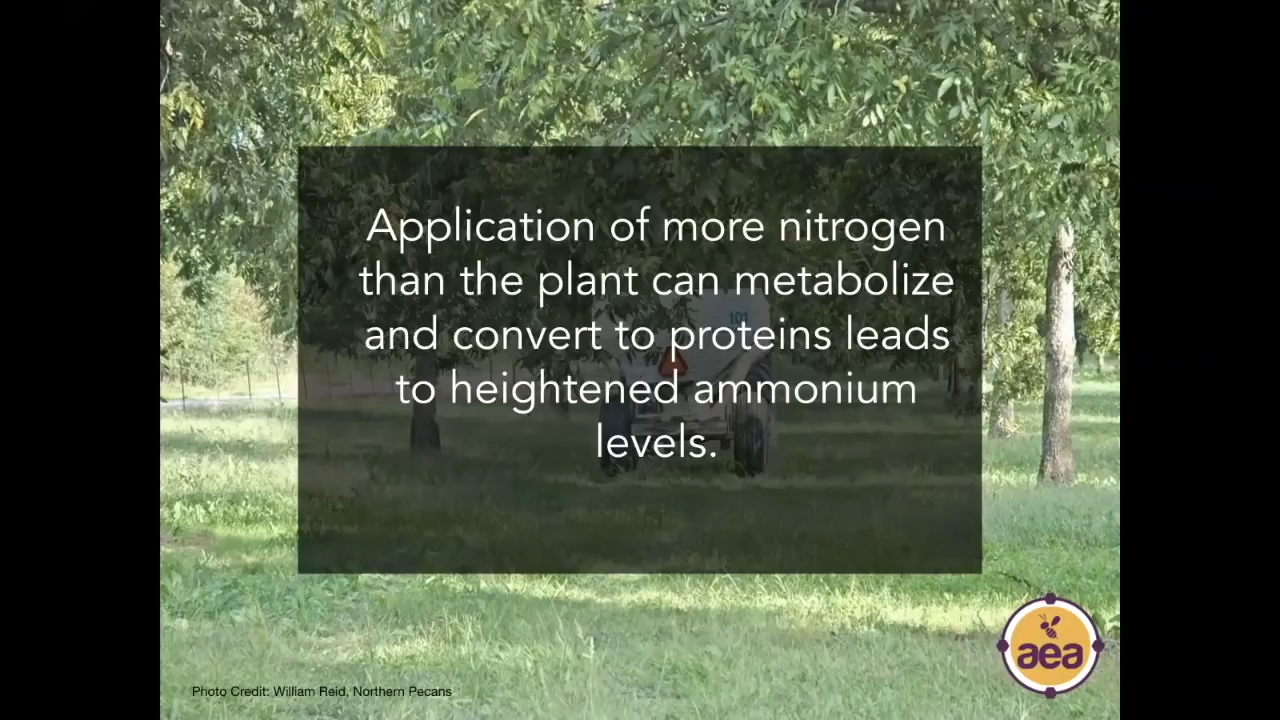 Application of more nitrogen
than the plant can metabolize
and convert to proteins leads
to heightened ammonium
levels.
101
aea
Photo Credit: William Reid, Northern Pecans